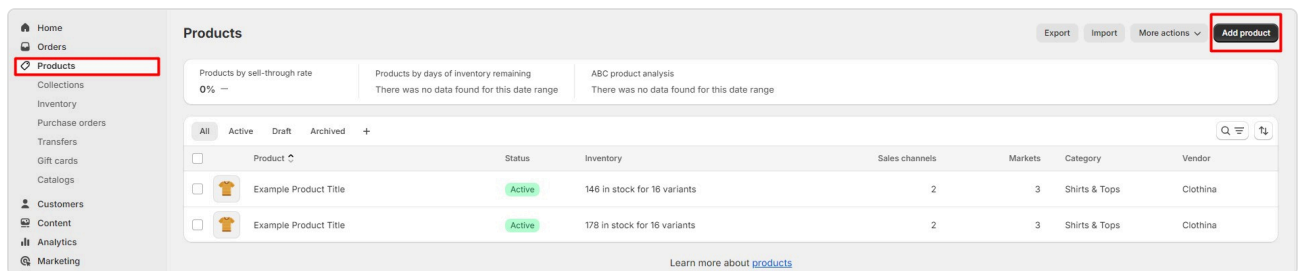 Home
Orders
Products
Collections
Inventory
Purchase orders
Transfers
Gift cards
Catalogs
Customers
Content
Analytics
Marketing
Products
Export Import More actions Add product
Products by sell-through rate Products by days of inventory remaining ABC product analysis
0% — There was no data found for this date range There was no data found for this date range
All Active Draft Archived +
Product Status Inventory Sales channels Markets Category Vendor
Example Product Title Active 146 in stock for 16 variants 2 3 Shirts & Tops Clothina
Example Product Title Active 178 in stock for 16 variants 2 3 Shirts & Tops Clothina
Learn more about products